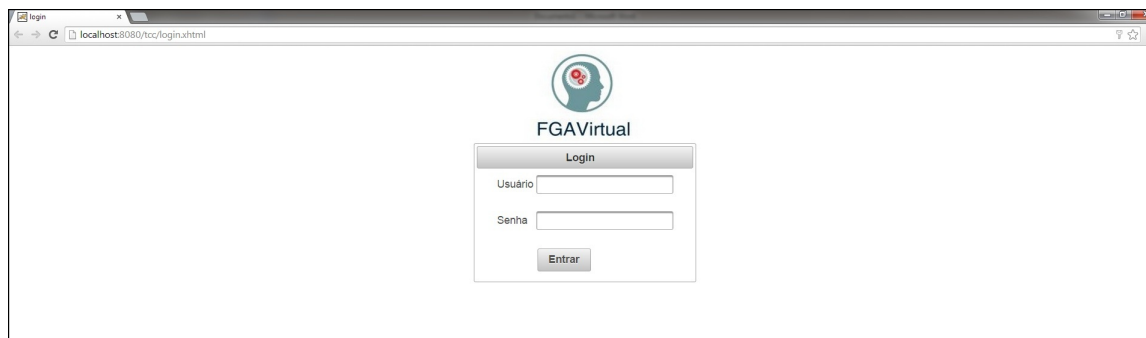 login
localhost:8080/tcc/login.xhtml
FGAVirtual
Login
Usuário
Senha
Entrar